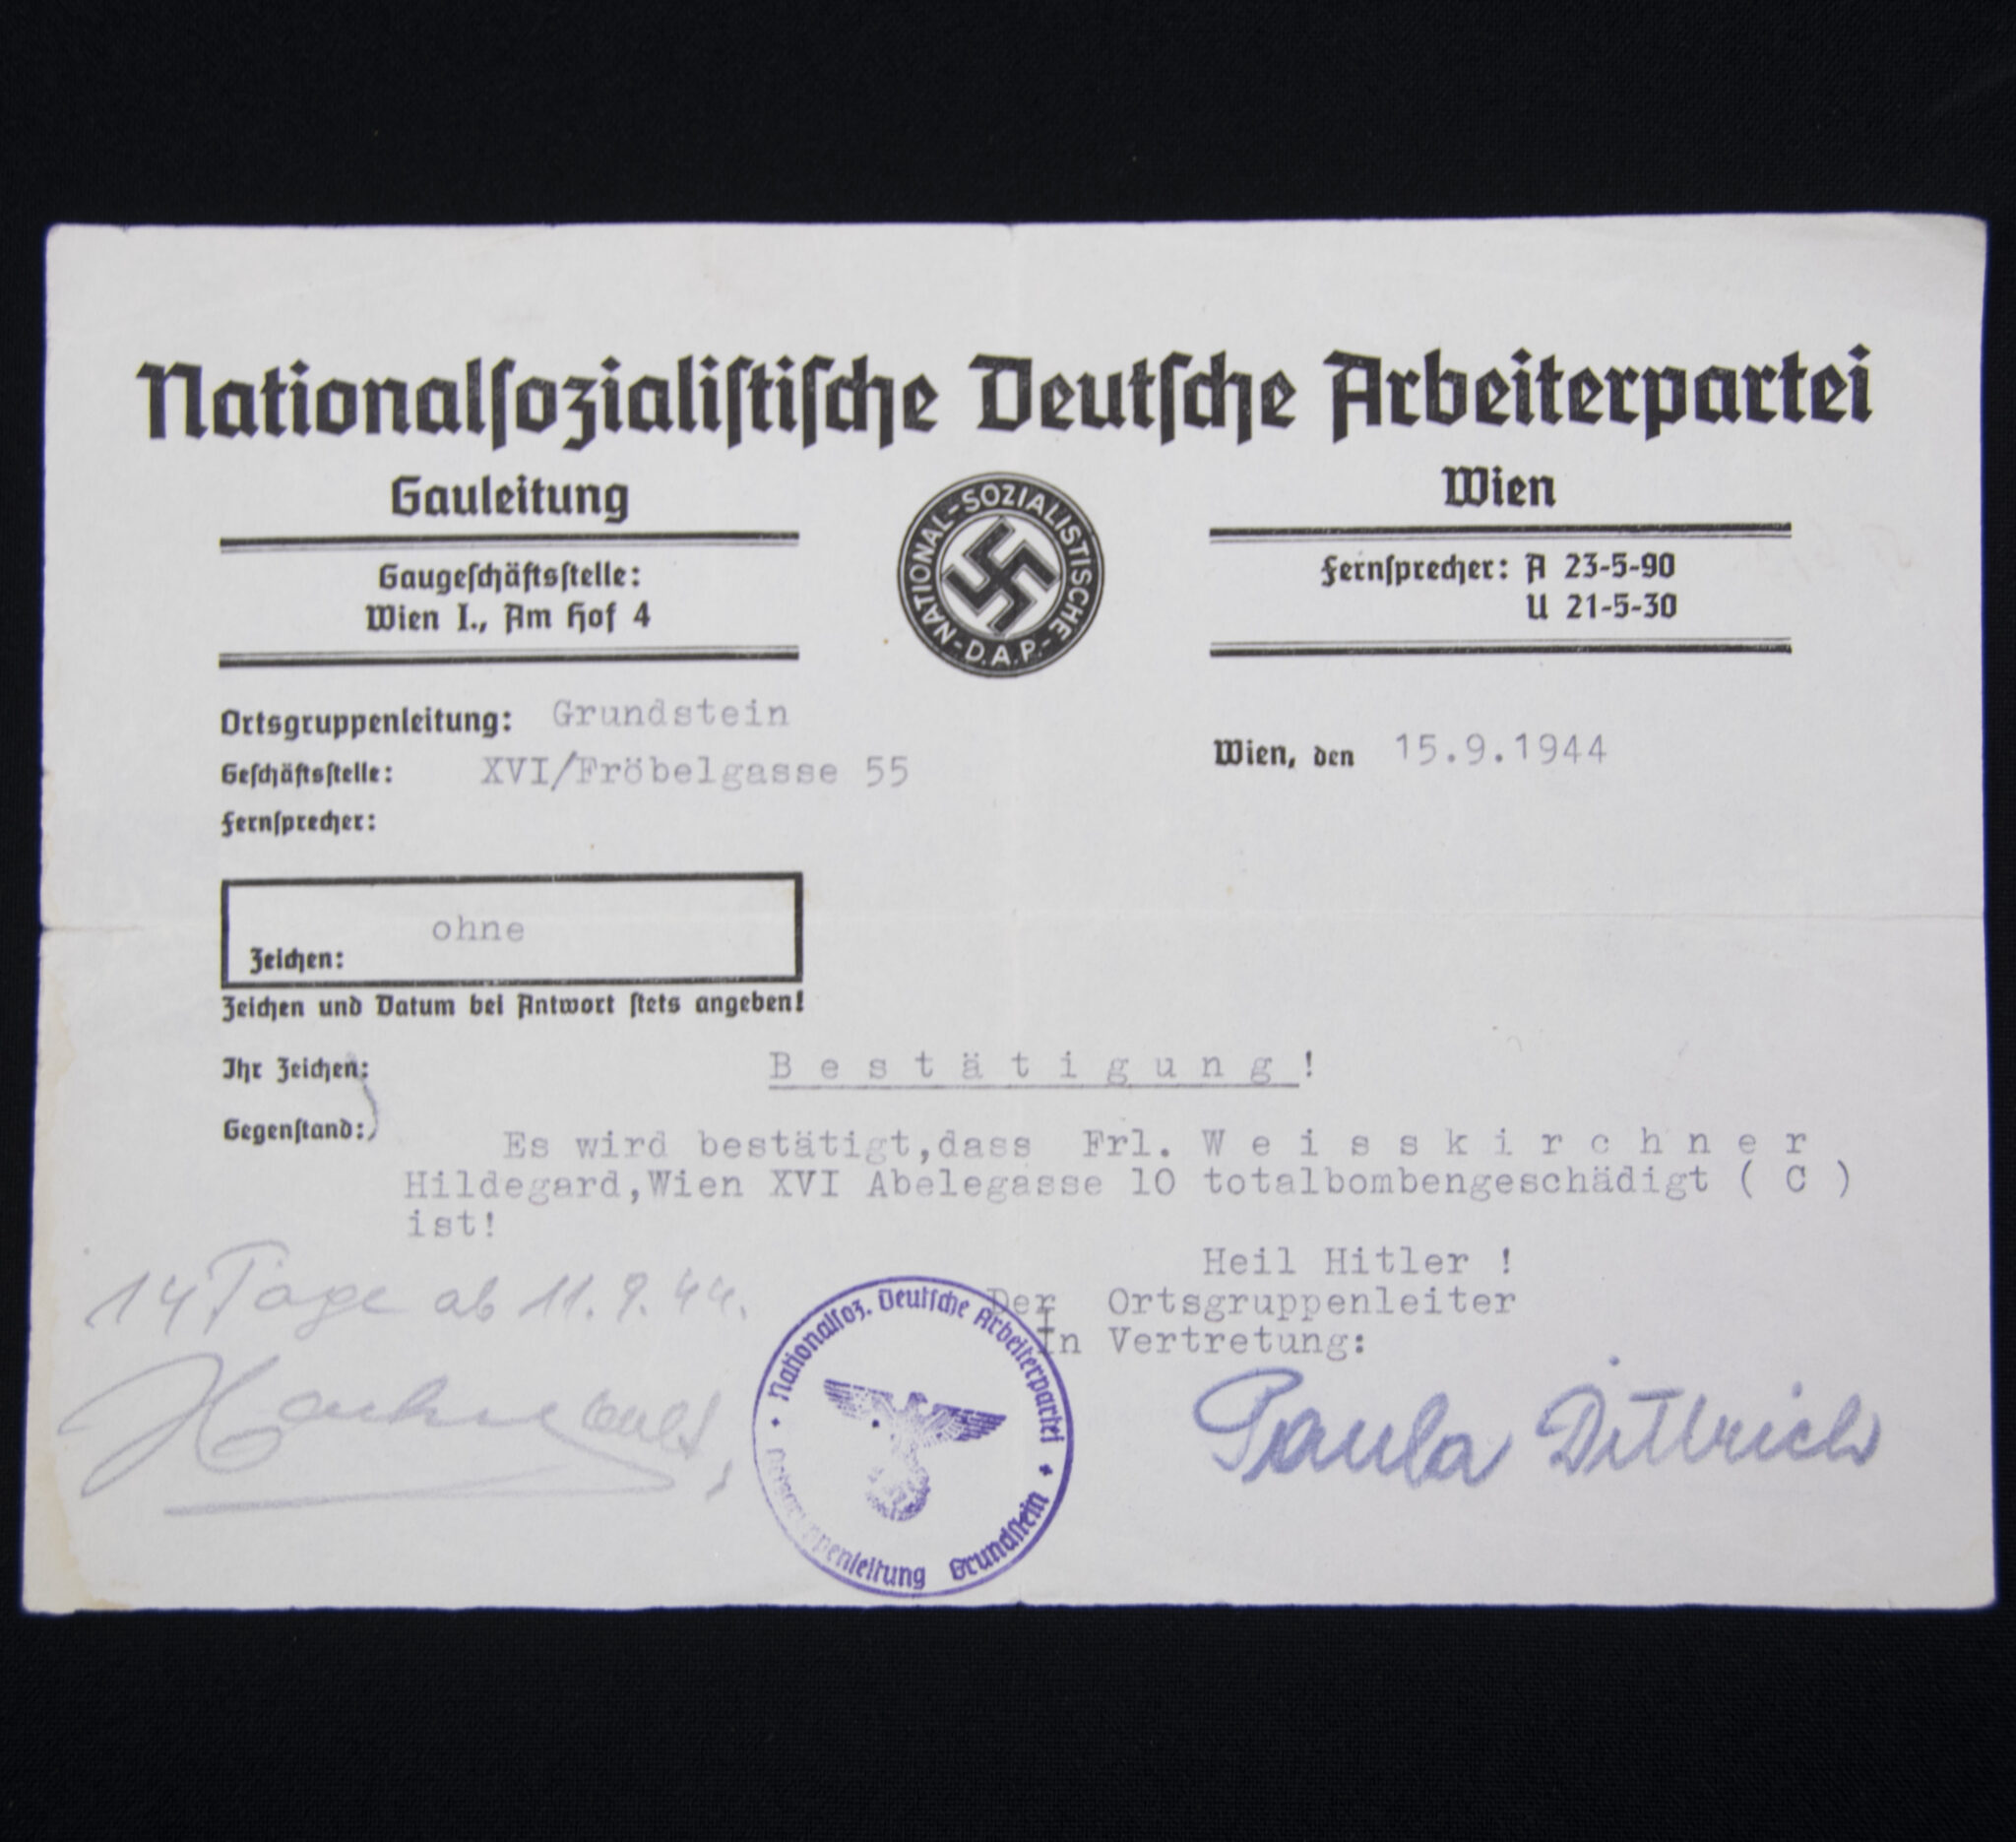 Nationalsozialistische Deutsche Arbeiterpartei
Gauleitung
Gaugeschäftsstelle:
Wien I., Am Hof 4
NATIONAL-SOZIALISTISCHE-D.A.P.-
Wien
Fernsprecher: A 23-5-90
U 21-5-30
Ortsgruppenleitung: Grundstein
Geschäftsstelle: XVI/Fröbelgasse 55
Fernsprecher:
Wien, den 15.9.1944
ohne
Zeichen:
Zeichen und Datum bei Antwort stets angeben!
Ihr Zeichen:
B e s t ä t i g u n g !
Gegenstand:
Es wird bestätigt,dass Frl. W e i s s k i r c h n e r
Hildegard,Wien XVI Abelegasse 10 totalbombengeschädigt ( C )
ist!
Heil Hitler !
Der Ortsgruppenleiter
In Vertretung:
14 Tage ab 11.9.44.
Paula Dittrich
Nationalsoz. Deutsche Arbeiterpartei
Ortsgruppenleitung Grundstein